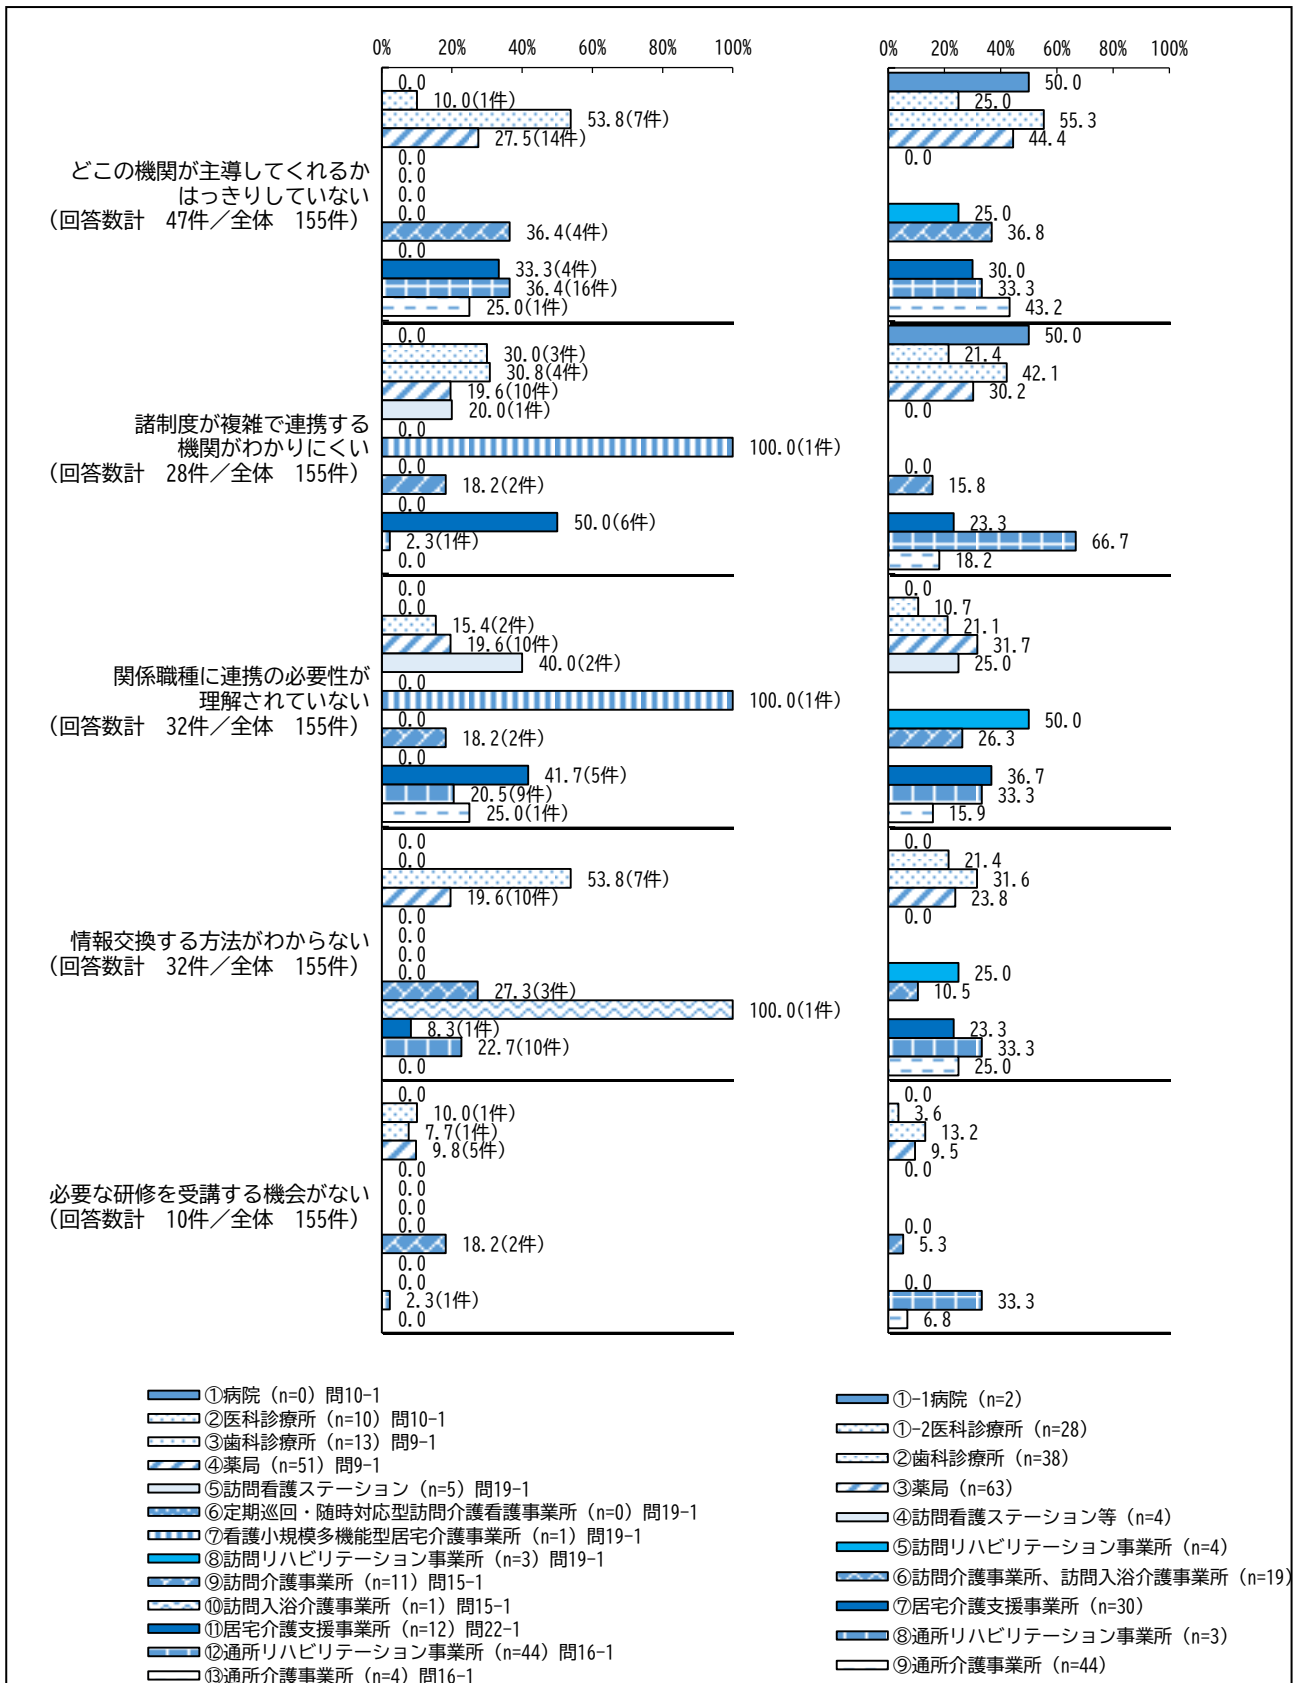 0% 20% 40% 60% 80% 100%
0% 20% 40% 60% 80% 100%
どこの機関が主導してくれるか
はっきりしていない
（回答数計　47件／全体　155件）
0.0
10.0(1件)
53.8(7件)
27.5(14件)
0.0
0.0
0.0
0.0
36.4(4件)
0.0
33.3(4件)
36.4(16件)
25.0(1件)
50.0
25.0
55.3
44.4
0.0
25.0
36.8
30.0
33.3
43.2
諸制度が複雑で連携する
機関がわかりにくい
（回答数計　28件／全体　155件）
0.0
30.0(3件)
30.8(4件)
19.6(10件)
20.0(1件)
0.0
100.0(1件)
0.0
18.2(2件)
0.0
50.0(6件)
2.3(1件)
0.0
50.0
21.4
42.1
30.2
0.0
0.0
15.8
23.3
66.7
18.2
関係職種に連携の必要性が
理解されていない
（回答数計　32件／全体　155件）
0.0
0.0
15.4(2件)
19.6(10件)
40.0(2件)
0.0
100.0(1件)
0.0
18.2(2件)
0.0
41.7(5件)
20.5(9件)
25.0(1件)
0.0
10.7
21.1
31.7
25.0
50.0
26.3
36.7
33.3
15.9
情報交換する方法がわからない
（回答数計　32件／全体　155件）
0.0
0.0
53.8(7件)
19.6(10件)
0.0
0.0
0.0
0.0
27.3(3件)
100.0(1件)
8.3(1件)
22.7(10件)
0.0
0.0
21.4
31.6
23.8
0.0
25.0
10.5
23.3
33.3
25.0
必要な研修を受講する機会がない
（回答数計　10件／全体　155件）
0.0
10.0(1件)
7.7(1件)
9.8(5件)
0.0
0.0
0.0
0.0
18.2(2件)
0.0
0.0
2.3(1件)
0.0
0.0
3.6
13.2
9.5
0.0
0.0
5.3
0.0
33.3
6.8
①病院（n=0）問10-1
②医科診療所（n=10）問10-1
③歯科診療所（n=13）問9-1
④薬局（n=51）問9-1
⑤訪問看護ステーション（n=5）問19-1
⑥定期巡回・随時対応型訪問介護看護事業所（n=0）問19-1
⑦看護小規模多機能型居宅介護事業所（n=1）問19-1
⑧訪問リハビリテーション事業所（n=3）問19-1
⑨訪問介護事業所（n=11）問15-1
⑩訪問入浴介護事業所（n=1）問15-1
⑪居宅介護支援事業所（n=12）問22-1
⑫通所リハビリテーション事業所（n=44）問16-1
⑬通所介護事業所（n=4）問16-1
①-1病院（n=2）
①-2医科診療所（n=28）
②歯科診療所（n=38）
③薬局（n=63）
④訪問看護ステーション等（n=4）
⑤訪問リハビリテーション事業所（n=4）
⑥訪問介護事業所、訪問入浴介護事業所（n=19）
⑦居宅介護支援事業所（n=30）
⑧通所リハビリテーション事業所（n=3）
⑨通所介護事業所（n=44）